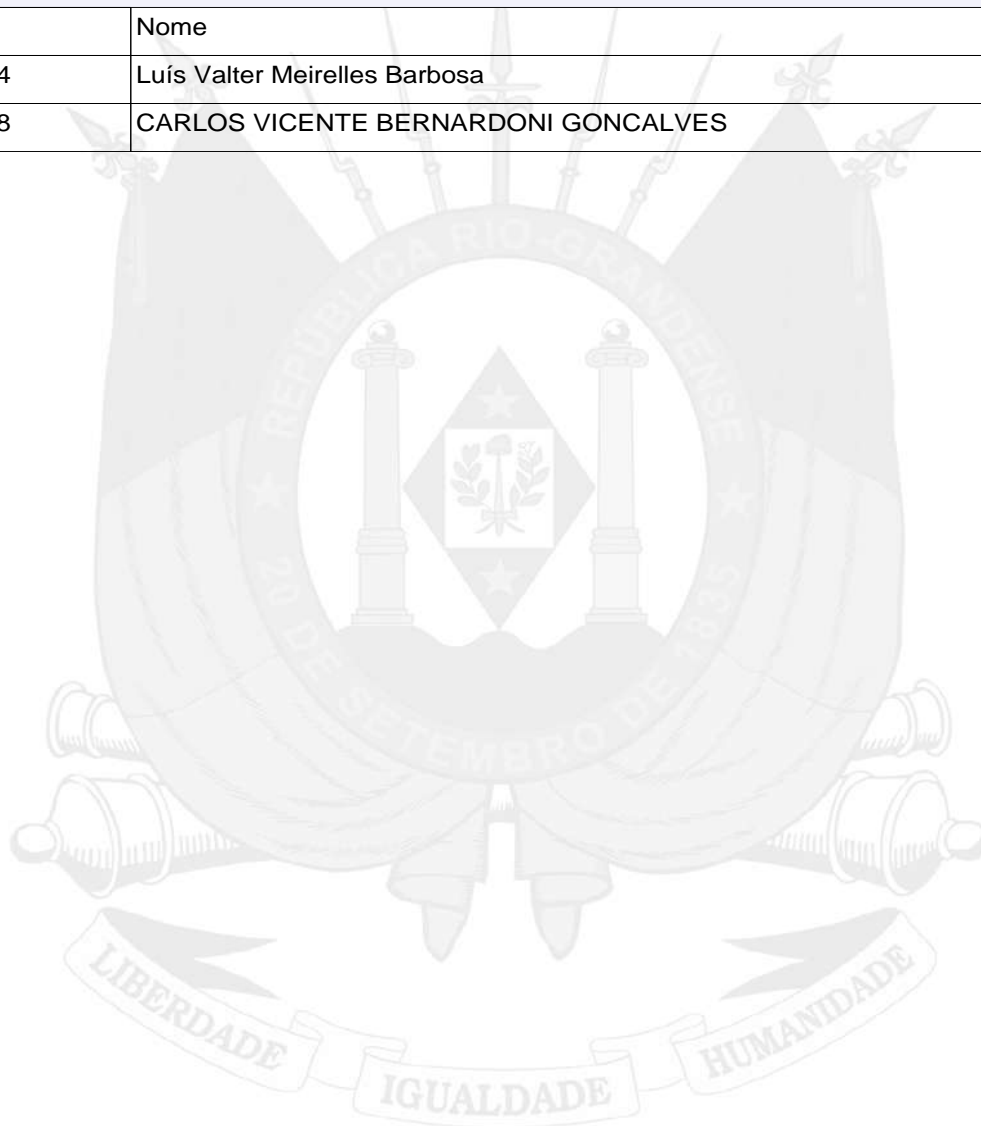 Nome
4 Luís Valter Meirelles Barbosa
8 CARLOS VICENTE BERNARDONI GONCALVES
REPÚBLICA RIO-GRANDENSE
20 DE SETEMBRO DE 1835
LIBERDADE IGUALDADE HUMANIDADE